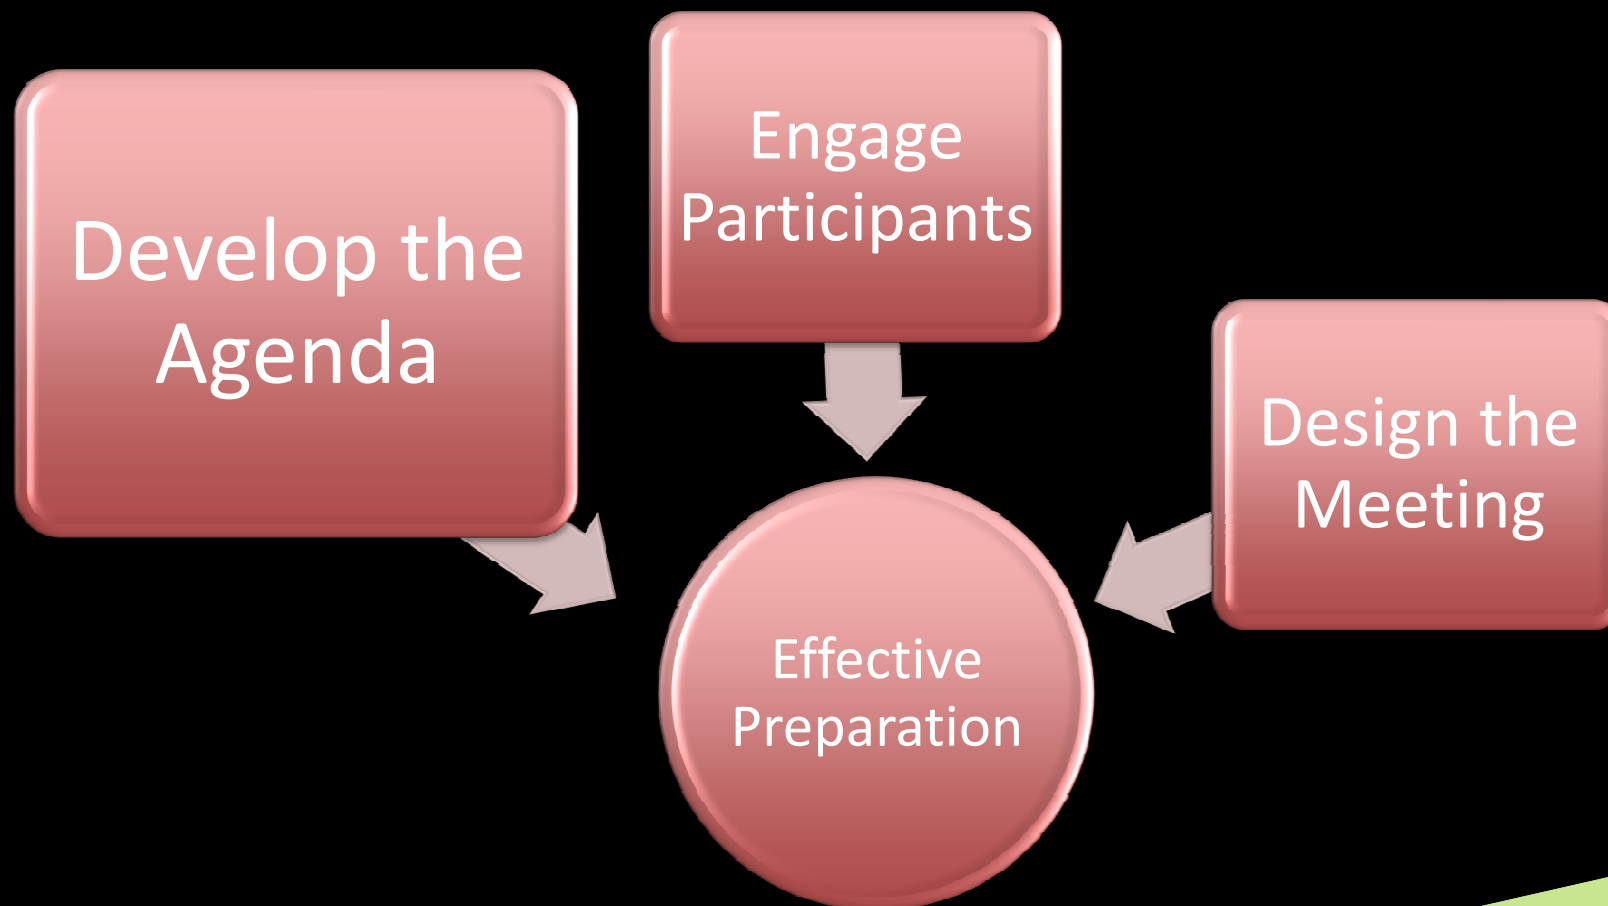 Develop the
Agenda
Engage
Participants
Design the
Meeting
Effective
Preparation